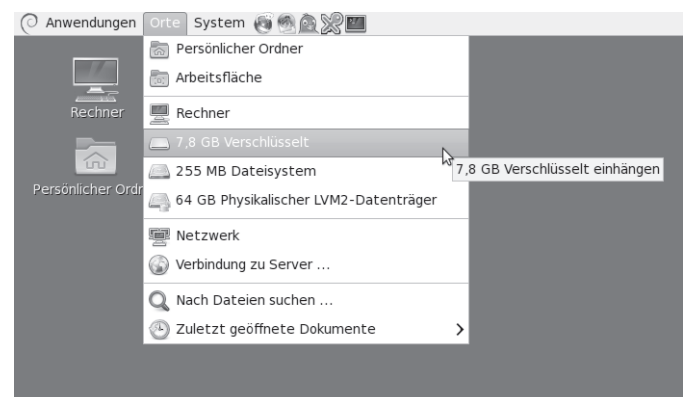 Anwendungen Orte System
Persönlicher Ordner
Arbeitsfläche
Rechner
7,8 GB Verschlüsselt
255 MB Dateisystem
64 GB Physikalischer LVM2-Datenträger
Netzwerk
Verbindung zu Server ...
Nach Dateien suchen ...
Zuletzt geöffnete Dokumente
7,8 GB Verschlüsselt einhängen
Rechner
Persönlicher Ordr